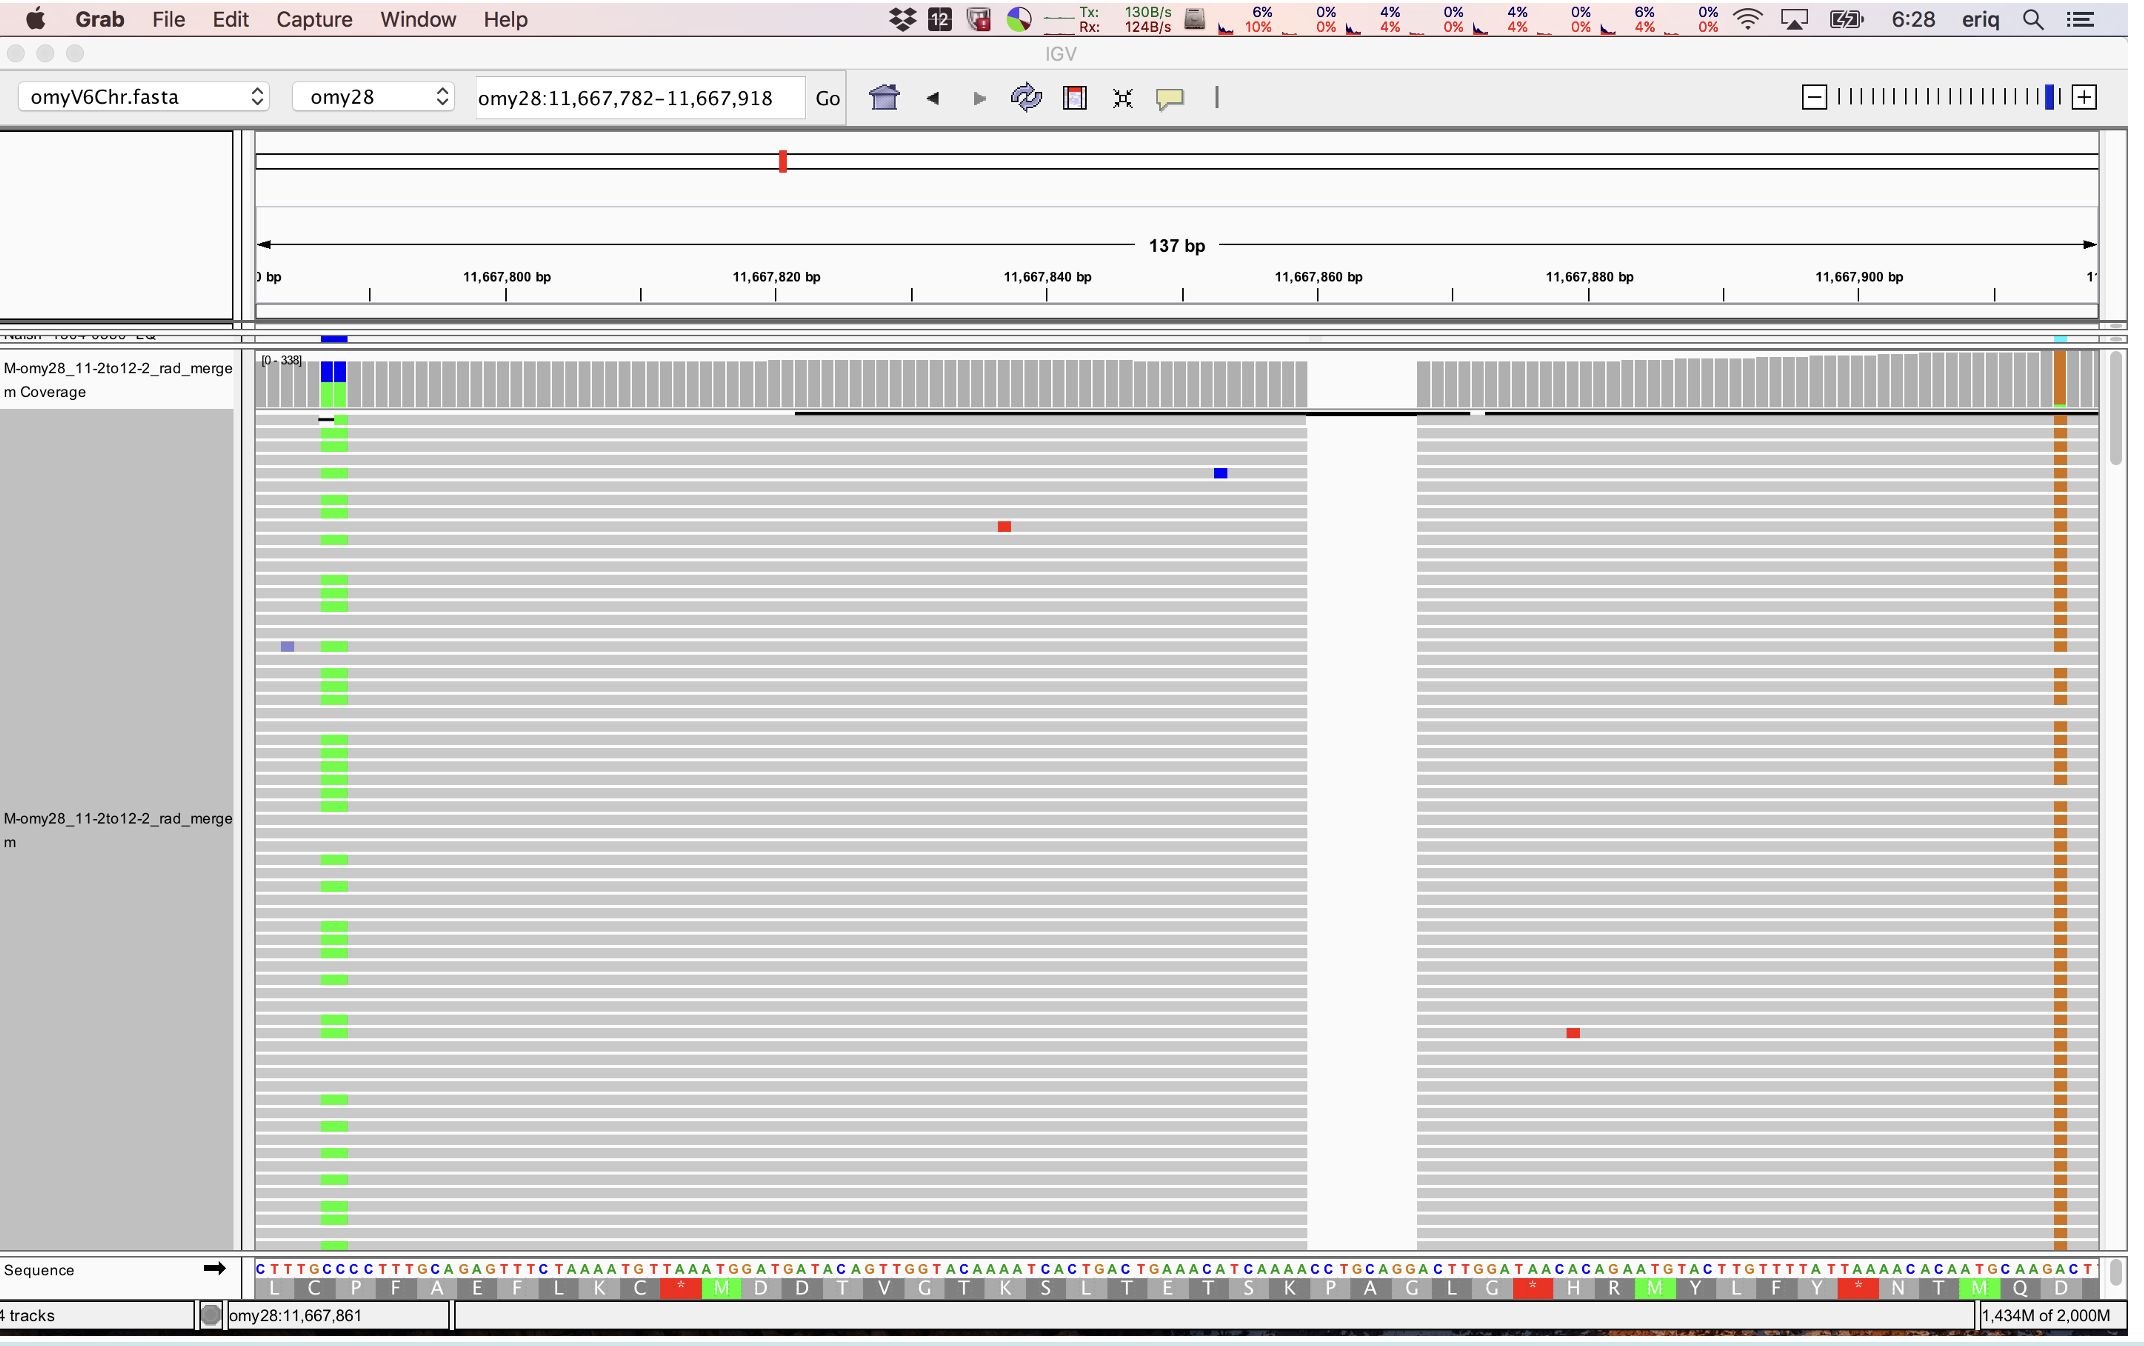 Grab File Edit Capture Window Help 12 Tx: 130B/s Rx: 124B/s 6% 10% 0% 0% 4% 4% 0% 0% 4% 4% 0% 0% 6% 4% 0% 0% 6:28 eriq
IGV
omyV6Chr.fasta omy28 omy28:11,667,782-11,667,918 Go
137 bp
0 bp 11,667,800 bp 11,667,820 bp 11,667,840 bp 11,667,860 bp 11,667,880 bp 11,667,900 bp
[0 - 338]
M-omy28_11-2to12-2_rad_merge
m Coverage
M-omy28_11-2to12-2_rad_merge
m
Sequence CTTTGCCCCTTTGCAGAGTTTCTAAAATGTTAAATGGATGATACAGTTGGTACAAAATCACTGACTGAAACATCAAAACCTGCAGGACTTGGATAACACAGAATGTACTTGTTTTATTAAAACACAATGCAAGACT
L C P F A E F L K C * M D D T V G T K S L T E T S K P A G L G * H R M Y L F Y * N T M Q D
4 tracks omy28:11,667,861 1,434M of 2,000M